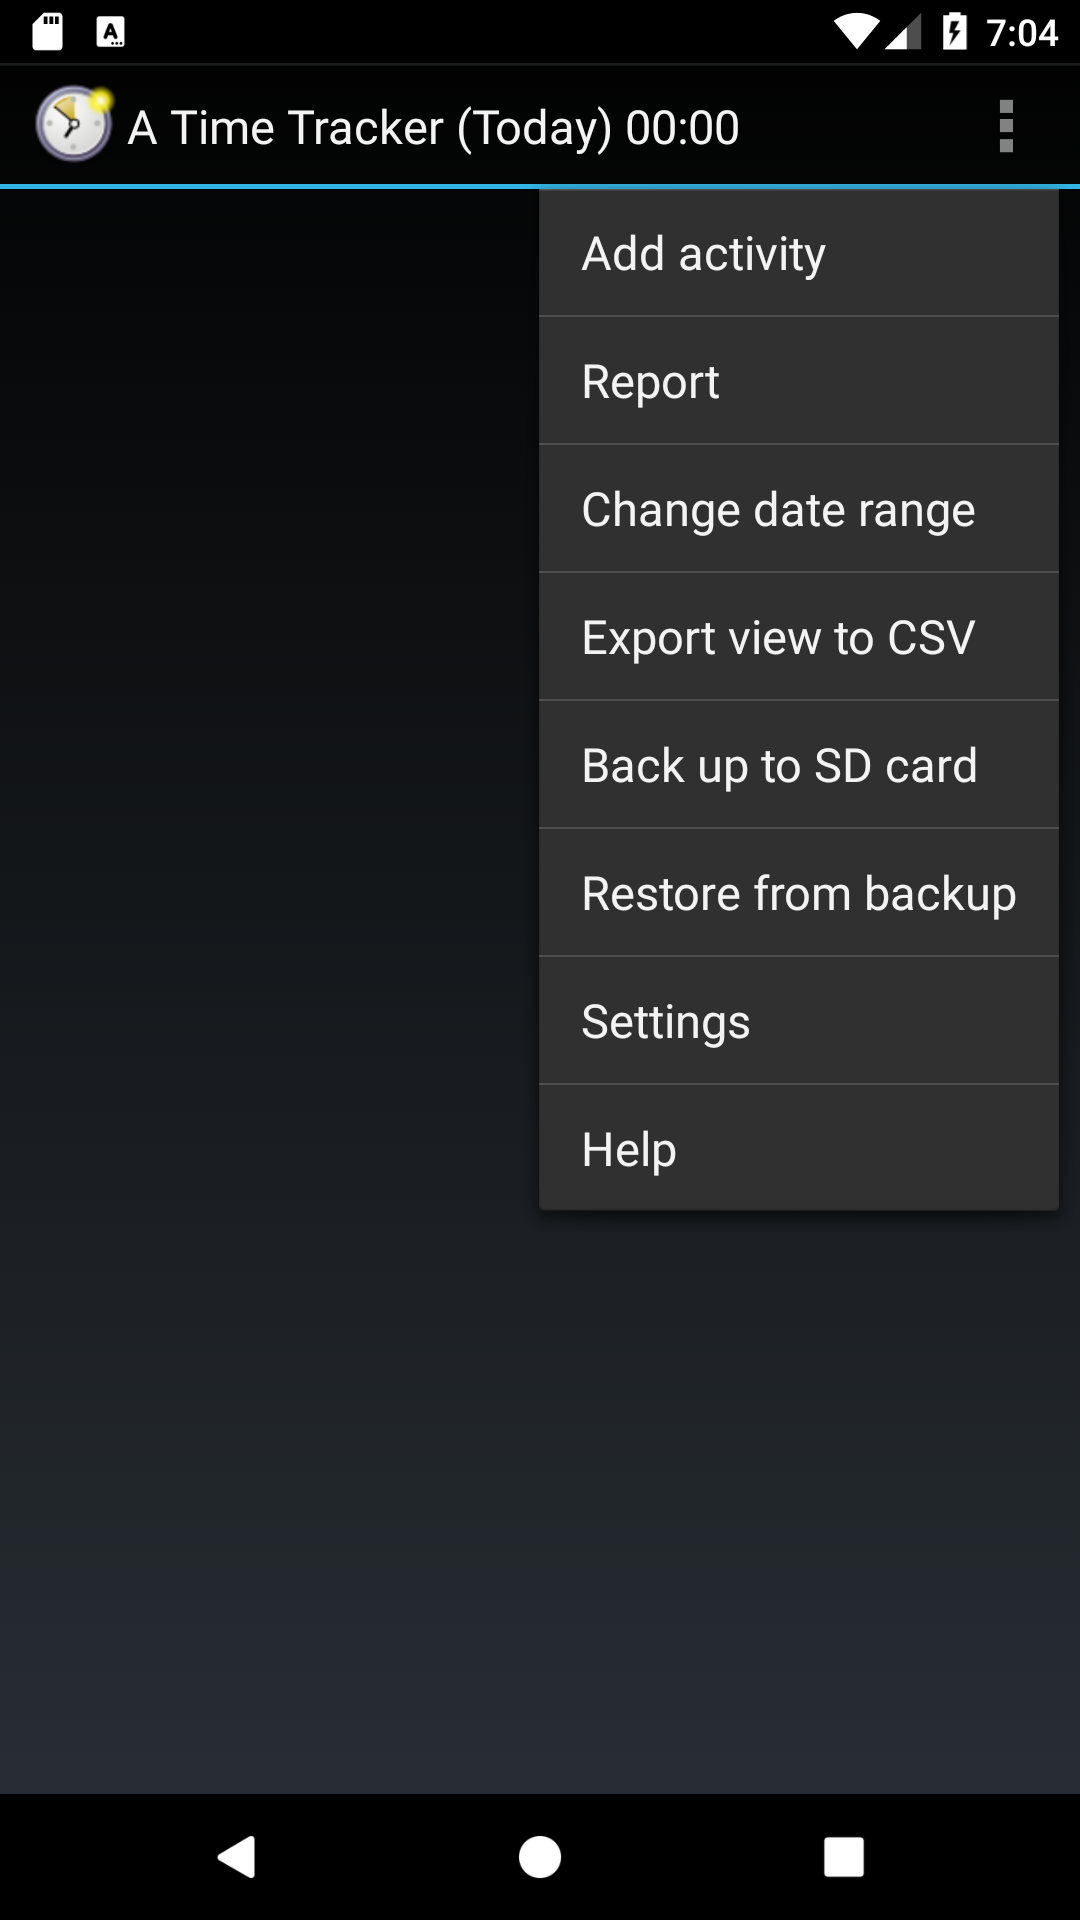 7:04
A Time Tracker (Today) 00:00
Add activity
Report
Change date range
Export view to CSV
Back up to SD card
Restore from backup
Settings
Help